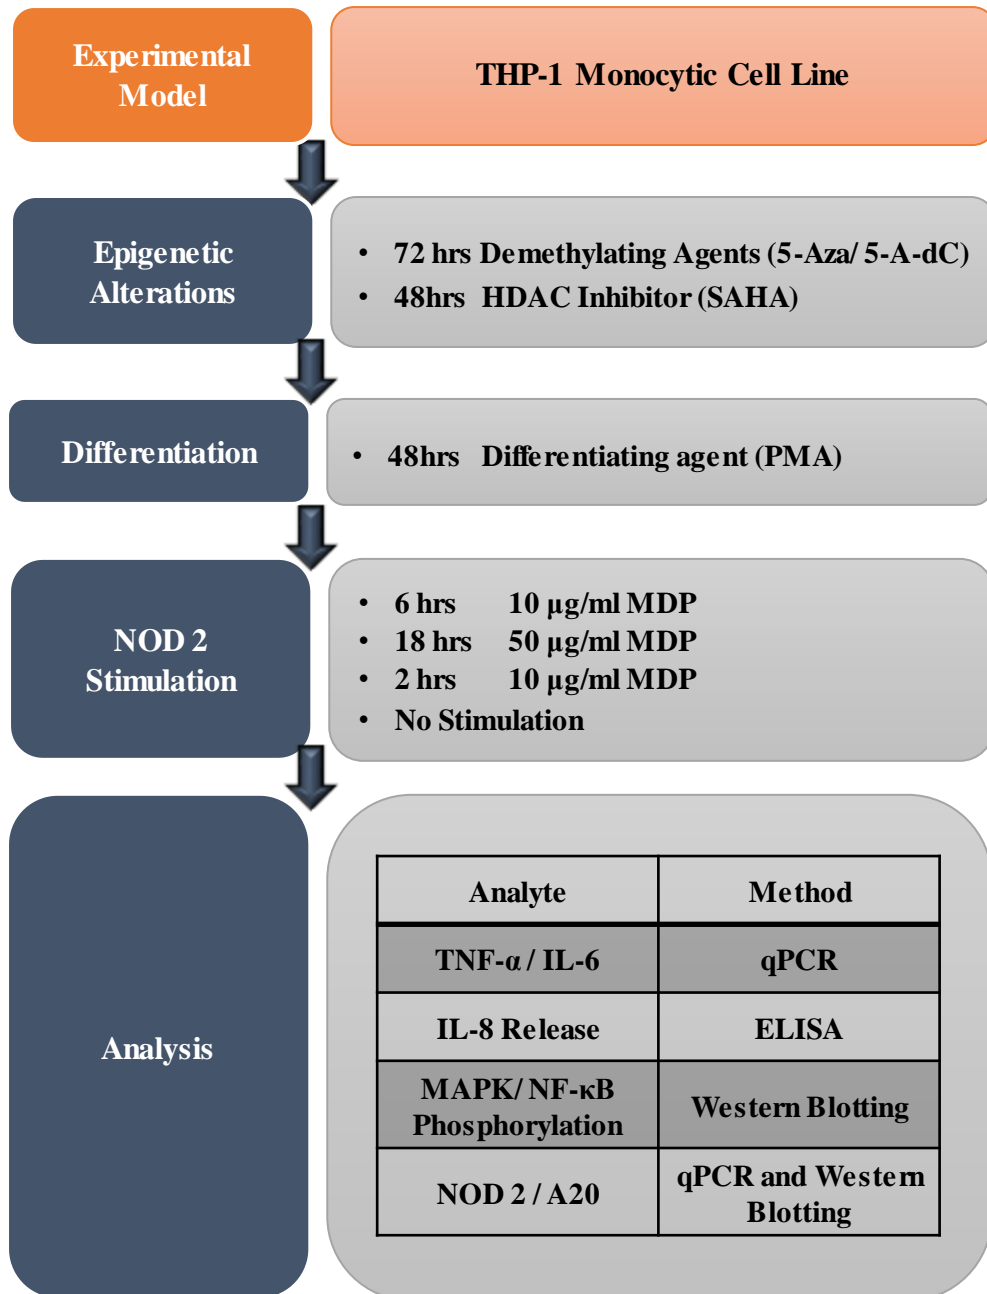 Experimental
Model
THP-1 Monocytic Cell Line
Epigenetic
Alterations
• 72 hrs Demethylating Agents (5-Aza/ 5-A-dC)
• 48hrs HDAC Inhibitor (SAHA)
Differentiation
• 48hrs Differentiating agent (PMA)
NOD 2
Stimulation
• 6 hrs 10 µg/ml MDP
• 18 hrs 50 µg/ml MDP
• 2 hrs 10 µg/ml MDP
• No Stimulation
Analysis
Analyte Method
TNF-α / IL-6 qPCR
IL-8 Release ELISA
MAPK/ NF-κB
Phosphorylation
Western Blotting
NOD 2 / A20
qPCR and Western
Blotting